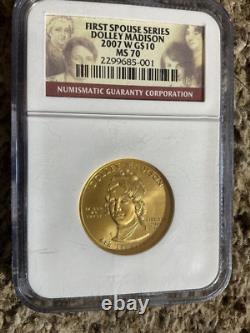 FIRST SPOUSE SERIES
DOLLEY MADISON
2007 W G$10
MS 70
2299685-001
NUMISMATIC GUARANTY CORPORATION
DOLLEY MADISON